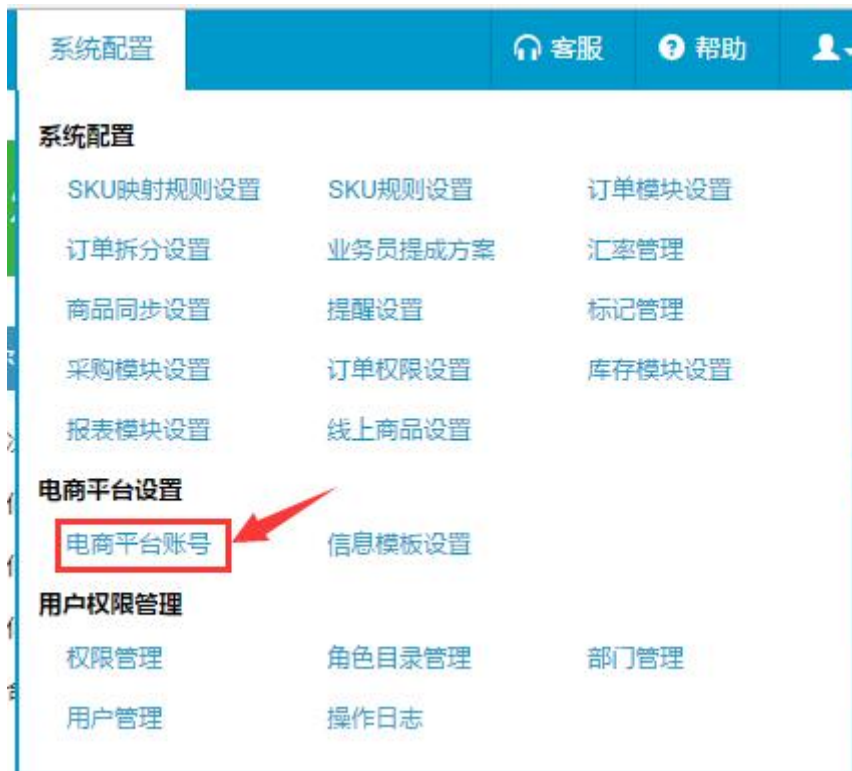 系统配置 客服 帮助
系统配置
SKU映射规则设置 SKU规则设置 订单模块设置
订单拆分设置 业务员提成方案 汇率管理
商品同步设置 提醒设置 标记管理
采购模块设置 订单权限设置 库存模块设置
报表模块设置 线上商品设置
电商平台设置
电商平台账号 信息模板设置
用户权限管理
权限管理 角色目录管理 部门管理
用户管理 操作日志